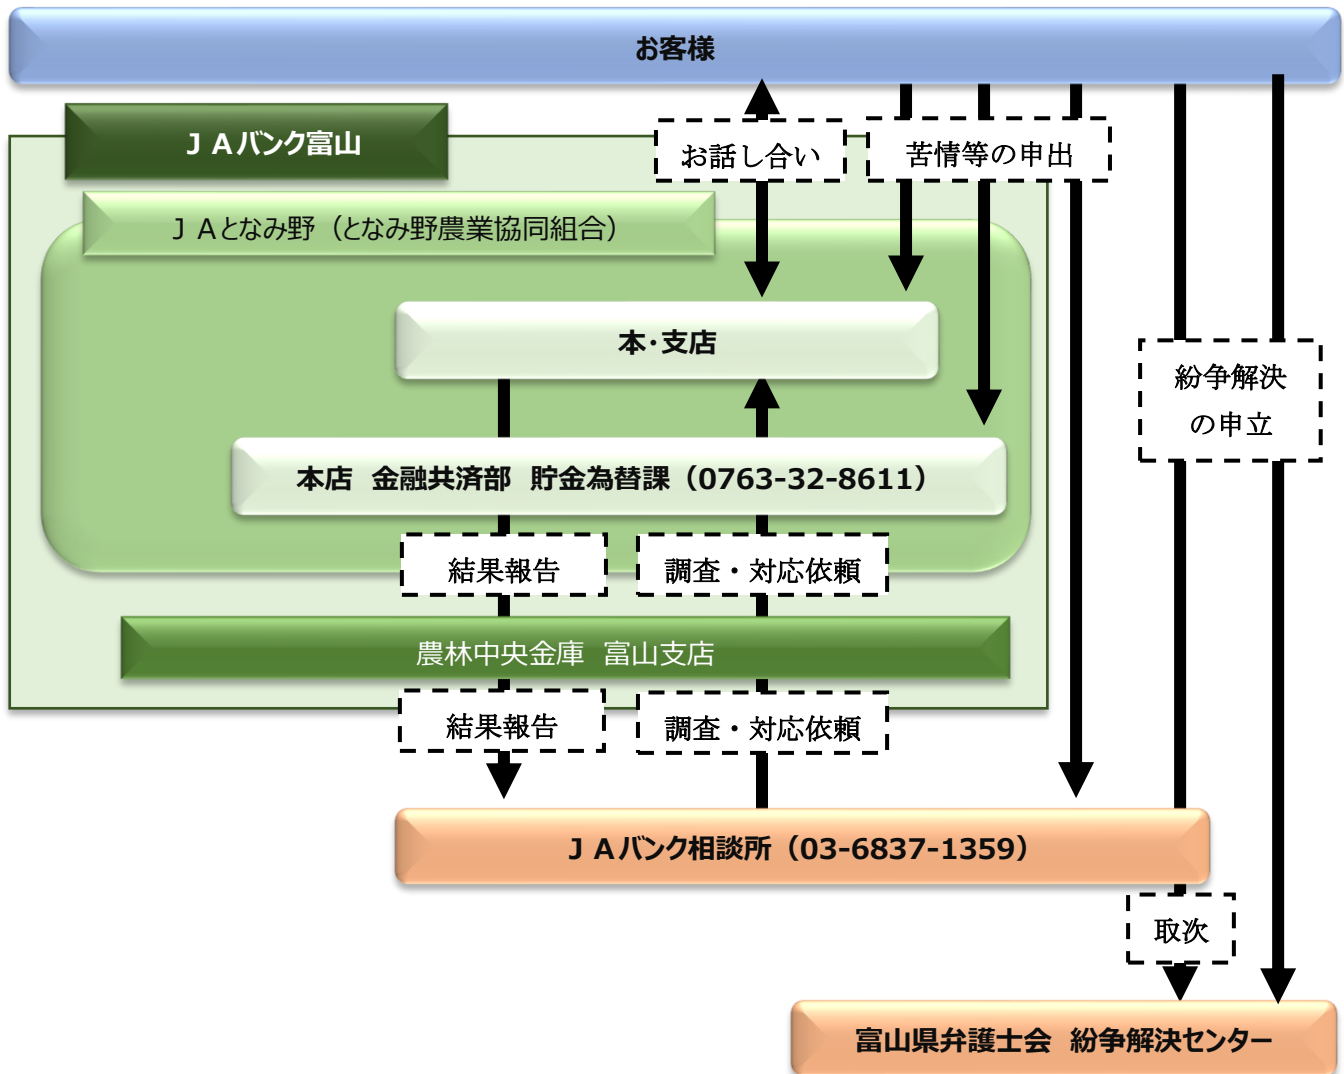 お客様
ＪＡバンク富山
お話し合い
苦情等の申出
ＪＡとなみ野（となみ野農業協同組合）
本･支店
紛争解決
の申立
本店　金融共済部　貯金為替課（0763-32-8611）
結果報告
調査・対応依頼
農林中央金庫　富山支店
結果報告
調査・対応依頼
ＪＡバンク相談所（03-6837-1359）
取次
富山県弁護士会　紛争解決センター